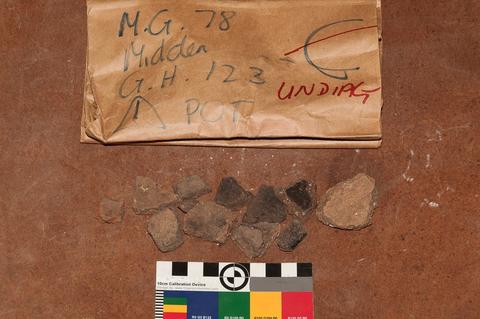 M.G. 78
Midden
G.H. 123
POT
C
UNDIAG
10cm Calibration Device